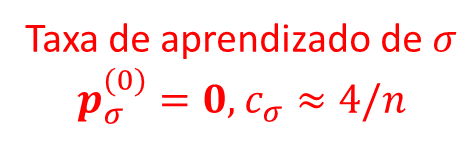 Taxa de aprendizado de σ
𝒑_σ^(0) = 𝟎, c_σ ≈ 4/n